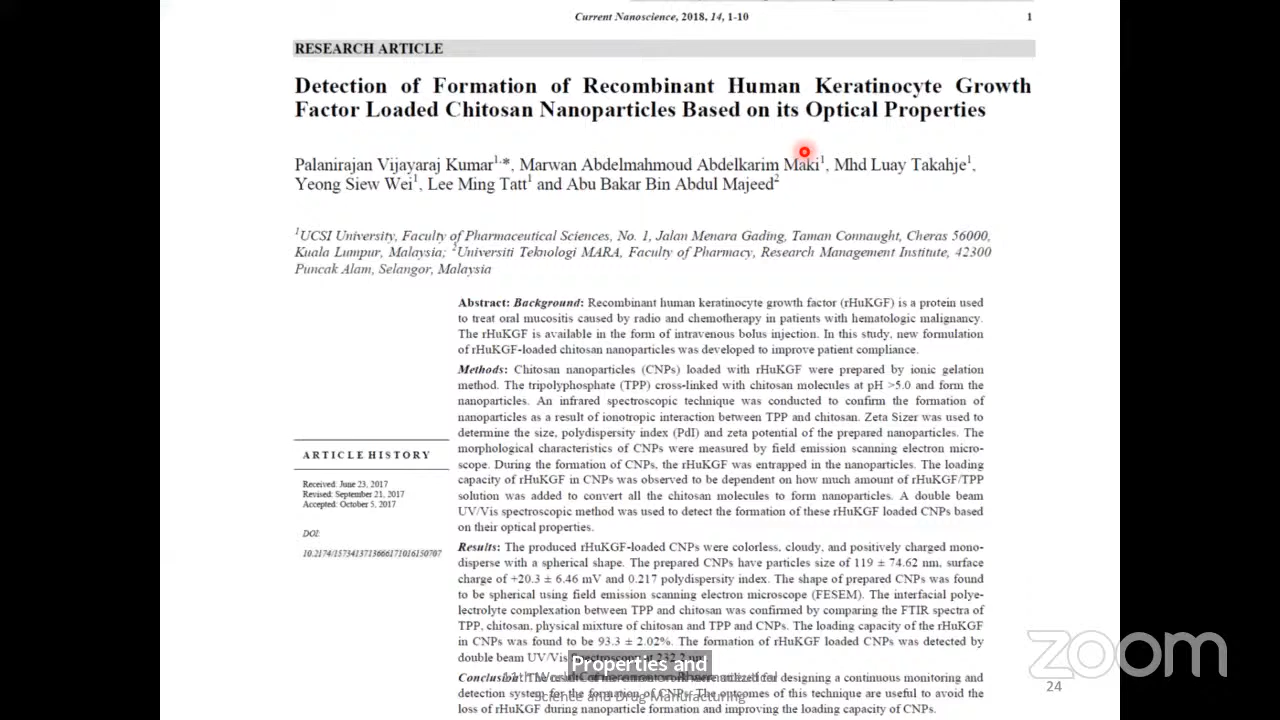 Current Nanoscience, 2018, 14, 1-10 1
RESEARCH ARTICLE
Detection of Formation of Recombinant Human Keratinocyte Growth
Factor Loaded Chitosan Nanoparticles Based on its Optical Properties
Palanirajan Vijayaraj Kumar1,*, Marwan Abdelmahmoud Abdelkarim Maki1, Mhd Luay Takahje1,
Yeong Siew Wei1, Lee Ming Tatt1 and Abu Bakar Bin Abdul Majeed2
1UCSI University, Faculty of Pharmaceutical Sciences, No. 1, Jalan Menara Gading, Taman Connaught, Cheras 56000,
Kuala Lumpur, Malaysia; 2Universiti Teknologi MARA, Faculty of Pharmacy, Research Management Institute, 42300
Puncak Alam, Selangor, Malaysia
Abstract: Background: Recombinant human keratinocyte growth factor (rHuKGF) is a protein used
to treat oral mucositis caused by radio and chemotherapy in patients with hematologic malignancy.
The rHuKGF is available in the form of intravenous bolus injection. In this study, new formulation
of rHuKGF-loaded chitosan nanoparticles was developed to improve patient compliance.
Methods: Chitosan nanoparticles (CNPs) loaded with rHuKGF were prepared by ionic gelation
method. The tripolyphosphate (TPP) cross-linked with chitosan molecules at pH >5.0 and form the
nanoparticles. An infrared spectroscopic technique was conducted to confirm the formation of
nanoparticles as a result of ionotropic interaction between TPP and chitosan. Zeta Sizer was used to
determine the size, polydispersity index (PdI) and zeta potential of the prepared nanoparticles. The
morphological characteristics of CNPs were measured by field emission scanning electron micro-
scope. During the formation of CNPs, the rHuKGF was entrapped in the nanoparticles. The loading
capacity of rHuKGF in CNPs was observed to be dependent on how much amount of rHuKGF/TPP
solution was added to convert all the chitosan molecules to form nanoparticles. A double beam
UV/Vis spectroscopic method was used to detect the formation of these rHuKGF loaded CNPs based
on their optical properties.
Results: The produced rHuKGF-loaded CNPs were colorless, cloudy, and positively charged mono-
disperse with a spherical shape. The prepared CNPs have particles size of 119 ± 74.62 nm, surface
charge of +20.3 ± 6.46 mV and 0.217 polydispersity index. The shape of prepared CNPs was found
to be spherical using field emission scanning electron microscope (FESEM). The interfacial polye-
lectrolyte complexation between TPP and chitosan was confirmed by comparing the FTIR spectra of
TPP, chitosan, physical mixture of chitosan and TPP and CNPs. The loading capacity of the rHuKGF
in CNPs was found to be 93.3 ± 2.02%. The formation of rHuKGF loaded CNPs was detected by
double beam UV/Vis
Conclusion: designing a continuous monitoring and
detection system for the formation of CNPs. The outcomes of this technique are useful to avoid the
loss of rHuKGF during nanoparticle formation and improving the loading capacity of CNPs.
ARTICLE HISTORY
Received: June 23, 2017
Revised: September 21, 2017
Accepted: October 5, 2017
DOI:
10.2174/1573413713666171016150707
Properties and
Science and Drug Manufacturing
24
zoom